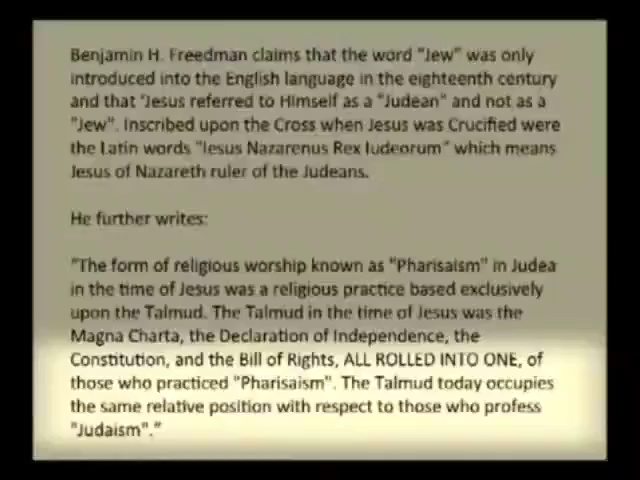 Benjamin H. Freedman claims that the word "Jew" was only
introduced into the English language in the eighteenth century
and that 'Jesus referred to Himself as a "Judean" and not as a
"Jew". Inscribed upon the Cross when Jesus was Crucified were
the Latin words "Iesus Nazarenus Rex Iudeorum" which means
Jesus of Nazareth ruler of the Judeans.
He further writes:
"The form of religious worship known as "Pharisaism" in Judea
in the time of Jesus was a religious practice based exclusively
upon the Talmud. The Talmud in the time of Jesus was the
Magna Charta, the Declaration of Independence, the
Constitution, and the Bill of Rights, ALL ROLLED INTO ONE, of
those who practiced "Pharisaism". The Talmud today occupies
the same relative position with respect to those who profess
"Judaism"."